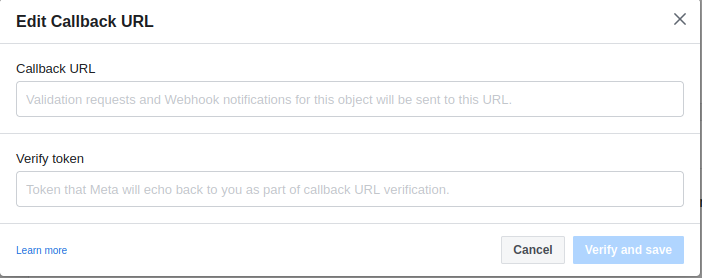 Edit Callback URL
Callback URL
Validation requests and Webhook notifications for this object will be sent to this URL.
Verify token
Token that Meta will echo back to you as part of callback URL verification.
Learn more
Cancel
Verify and save